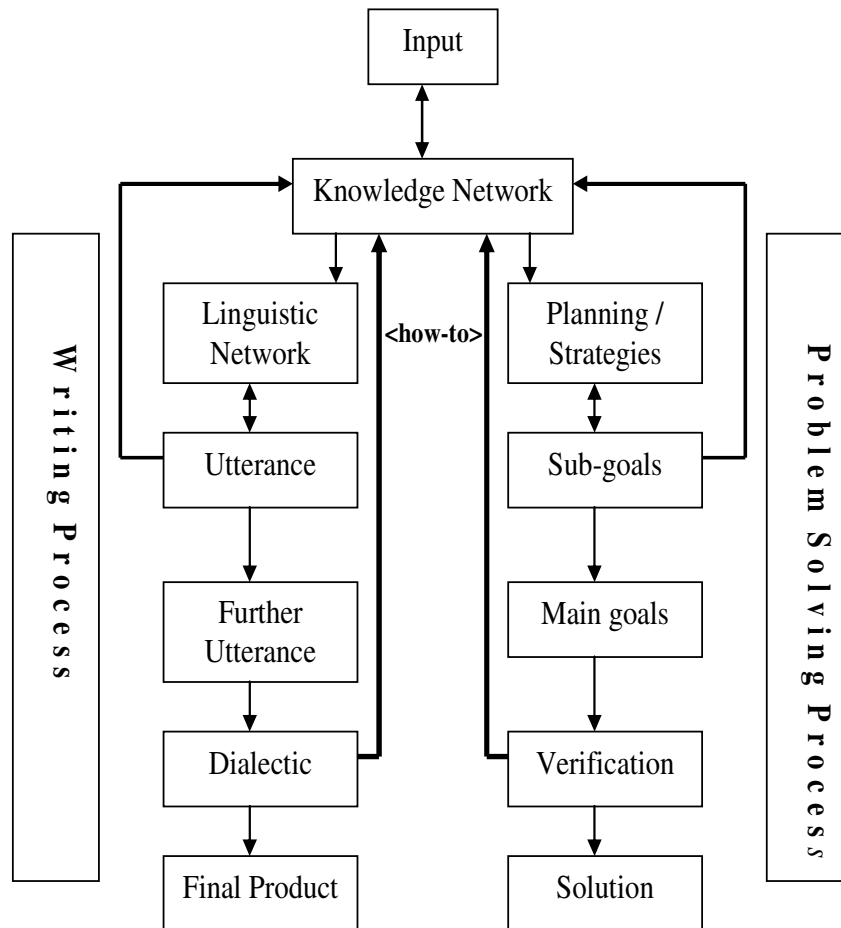 Input
Knowledge Network
Linguistic
Network
<how-to>
Planning /
Strategies
Utterance
Sub-goals
Further
Utterance
Main goals
Dialectic
Verification
Final Product
Solution
Writing Process
Problem Solving Process